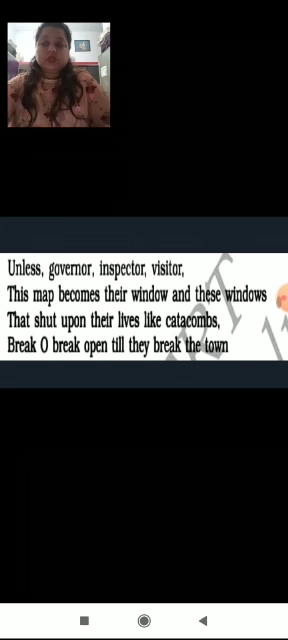 Unless, governor, inspector, visitor,
This map becomes their window and these windows
That shut upon their lives like catacombs,
Break O break open till they break the town